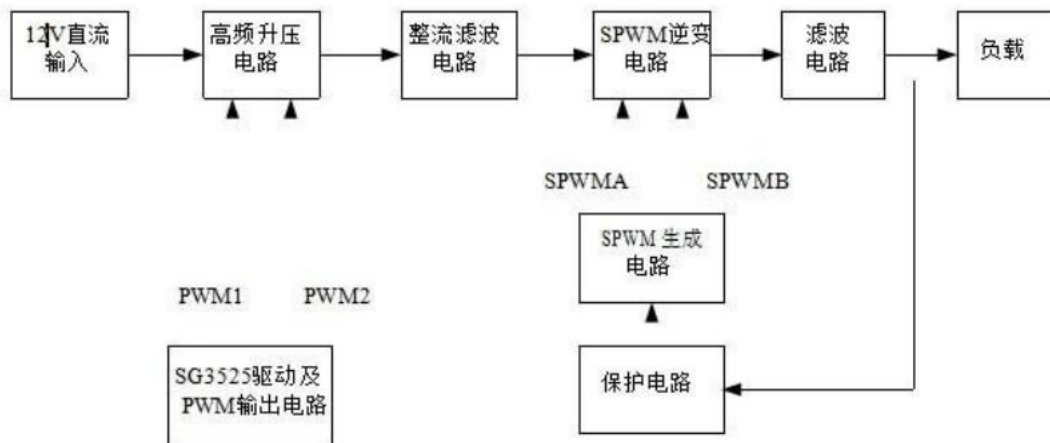 12V直流
输入
高频升压
电路
整流滤波
电路
SPWM逆变
电路
滤波
电路
负载
SPWMA
SPWMB
SPWM 生成
电路
PWM1
PWM2
SG3525驱动及
PWM输出电路
保护电路